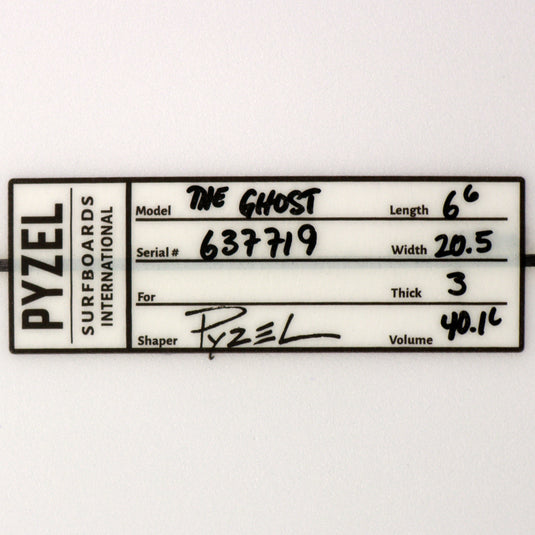 PYZEL
SURFBOARDS
INTERNATIONAL
Model THE GHOST Length 6⁶
Serial # 637719 Width 20.5
For Thick 3
Shaper PYZEL Volume 40.1L